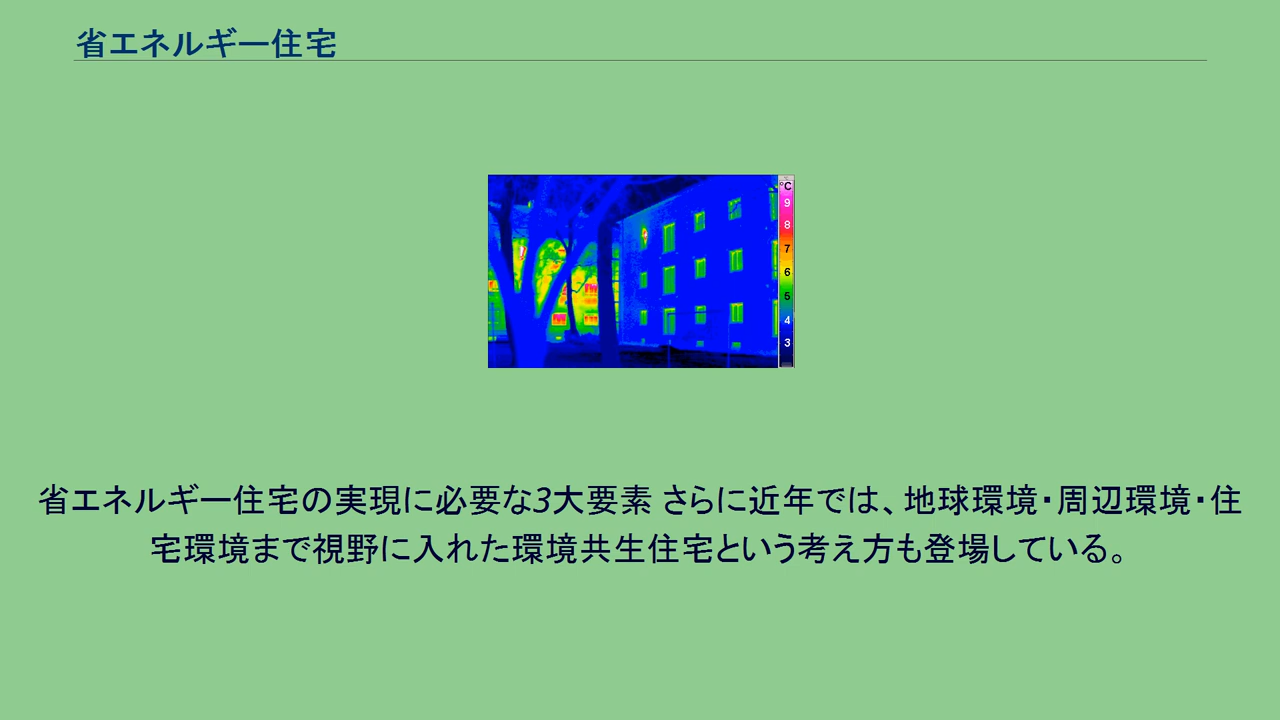 省エネルギー住宅
°C
9
8
7
6
5
4
3
省エネルギー住宅の実現に必要な3大要素 さらに近年では、地球環境・周辺環境・住
宅環境まで視野に入れた環境共生住宅という考え方も登場している。